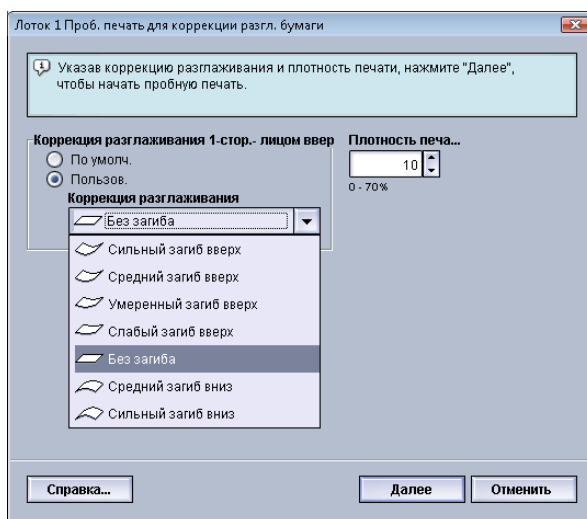 Лоток 1 Проб. печать для коррекции разгл. бумаги
Указав коррекцию разглаживания и плотность печати, нажмите "Далее",
чтобы начать пробную печать.
Коррекция разглаживания 1-стор.- лицом ввер
По умолч.
Пользов.
Коррекция разглаживания
Без загиба
Сильный загиб вверх
Средний загиб вверх
Умеренный загиб вверх
Слабый загиб вверх
Без загиба
Средний загиб вниз
Сильный загиб вниз
Плотность печа...
10
0 - 70%
Справка...
Далее
Отменить